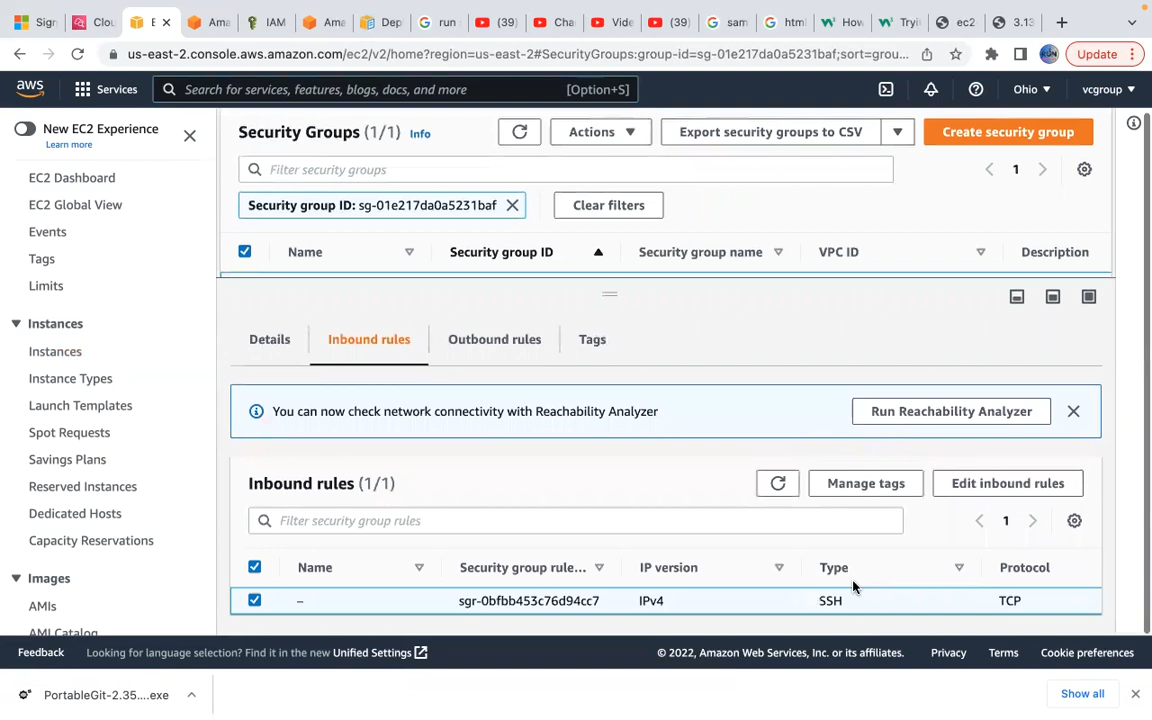 Sign
Clou
E
Ama
IAM
Ama
Dep
run
(39)
Cha
Vide
(39)
sam
html
How
Tryi
ec2
3.13
us-east-2.console.aws.amazon.com/ec2/v2/home?region=us-east-2#SecurityGroups:group-id=sg-01e217da0a5231baf;sort=grou...
Update
aws
Services
Search for services, features, blogs, docs, and more
[Option+S]
Ohio
vcgroup
New EC2 Experience
Learn more
EC2 Dashboard
EC2 Global View
Events
Tags
Limits
Instances
Instances
Instance Types
Launch Templates
Spot Requests
Savings Plans
Reserved Instances
Dedicated Hosts
Capacity Reservations
Images
AMIs
AMI Catalog
Security Groups (1/1) Info
Actions
Export security groups to CSV
Create security group
Filter security groups
1
Security group ID: sg-01e217da0a5231baf
Clear filters
Name
Security group ID
Security group name
VPC ID
Description
Details
Inbound rules
Outbound rules
Tags
You can now check network connectivity with Reachability Analyzer
Run Reachability Analyzer
Inbound rules (1/1)
Manage tags
Edit inbound rules
Filter security group rules
1
Name
Security group rule...
IP version
Type
Protocol
–
sgr-0bfbb453c76d94cc7
IPv4
SSH
TCP
Feedback
Looking for language selection? Find it in the new Unified Settings
© 2022, Amazon Web Services, Inc. or its affiliates.
Privacy
Terms
Cookie preferences
PortableGit-2.35....exe
Show all